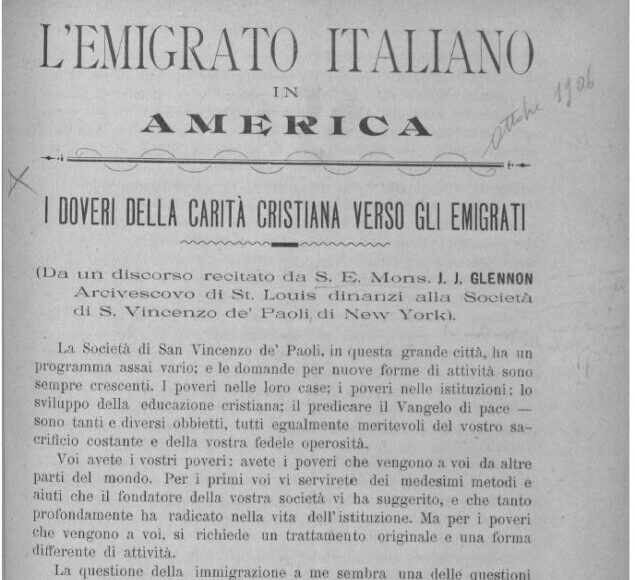 L'EMIGRATO ITALIANO
IN
AMERICA
Ottobre 1906
I DOVERI DELLA CARITÀ CRISTIANA VERSO GLI EMIGRATI
(Da un discorso recitato da S. E. Mons. J. J. GLENNON
Arcivescovo di St. Louis dinanzi alla Società
di S. Vincenzo de' Paoli di New York).
La Società di San Vincenzo de' Paoli, in questa grande città, ha un
programma assai vario; e le domande per nuove forme di attività sono
sempre crescenti. I poveri nelle loro case; i poveri nelle istituzioni; lo
sviluppo della educazione cristiana; il predicare il Vangelo di pace —
sono tanti e diversi obbietti, tutti egualmente meritevoli del vostro sa-
crificio costante e della vostra fedele operosità.
Voi avete i vostri poveri: avete i poveri che vengono a voi da altre
parti del mondo. Per i primi voi vi servirete dei medesimi metodi e
aiuti che il fondatore della vostra società vi ha suggerito, e che tanto
profondamente ha radicato nella vita dell'istituzione. Ma per i poveri
che vengono a voi, si richiede un trattamento originale e una forma
differente di attività.
La questione della immigrazione a me sembra una delle questioni